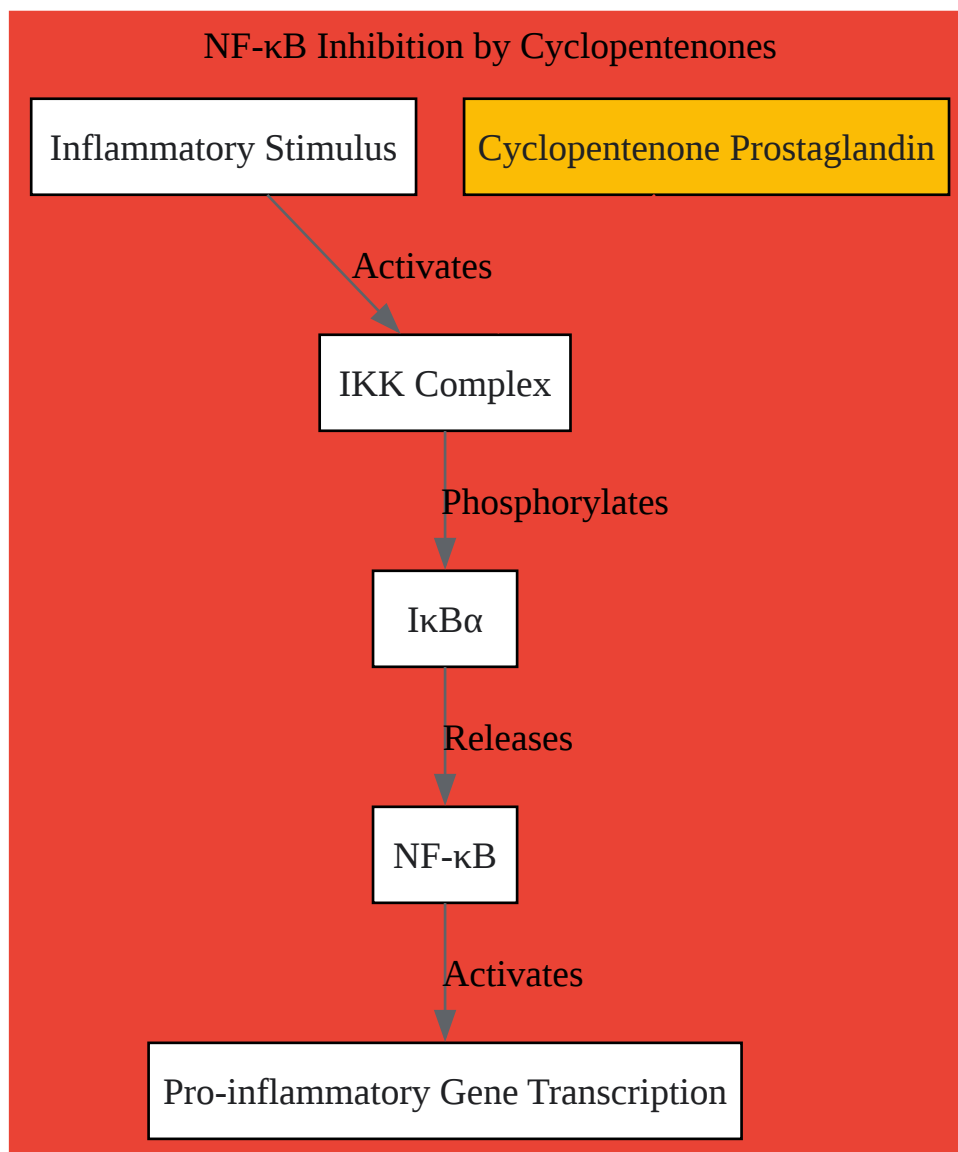 NF-κB Inhibition by Cyclopentenones
Inflammatory Stimulus
Cyclopentenone Prostaglandin
Activates
IKK Complex
Phosphorylates
IκBα
Releases
NF-κB
Activates
Pro-inflammatory Gene Transcription